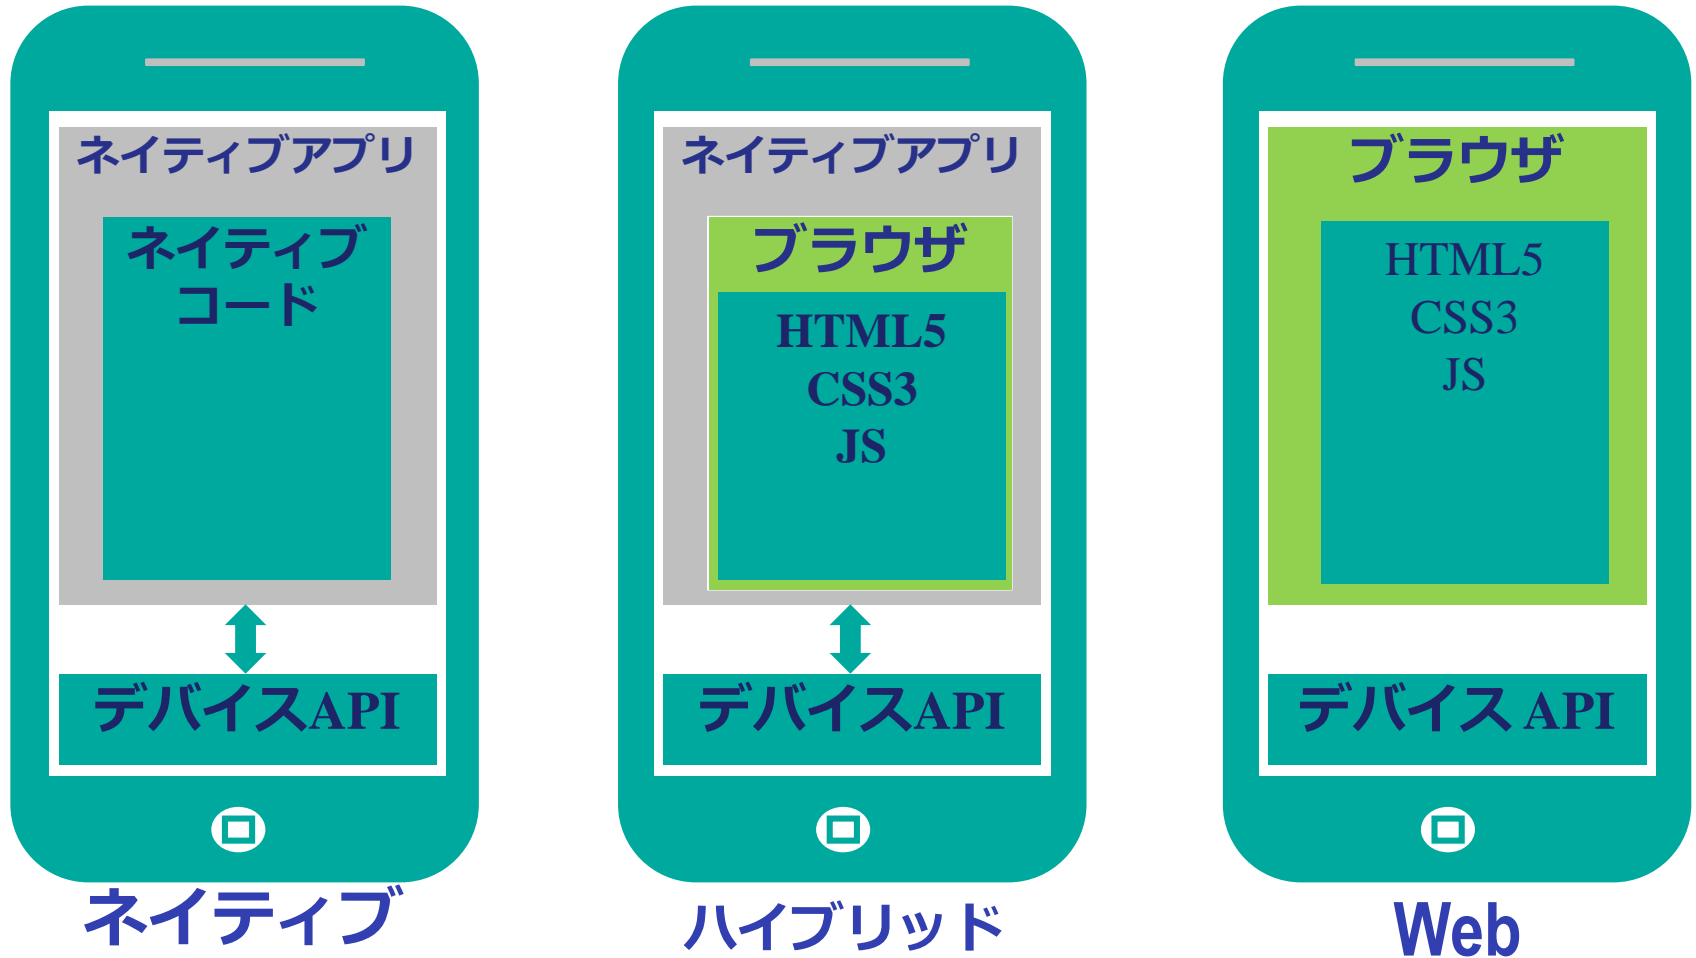 ネイティブアプリ
ネイティブ
コード
デバイスAPI
ネイティブ
ネイティブアプリ
ブラウザ
HTML5
CSS3
JS
デバイスAPI
ハイブリッド
ブラウザ
HTML5
CSS3
JS
デバイス API
Web